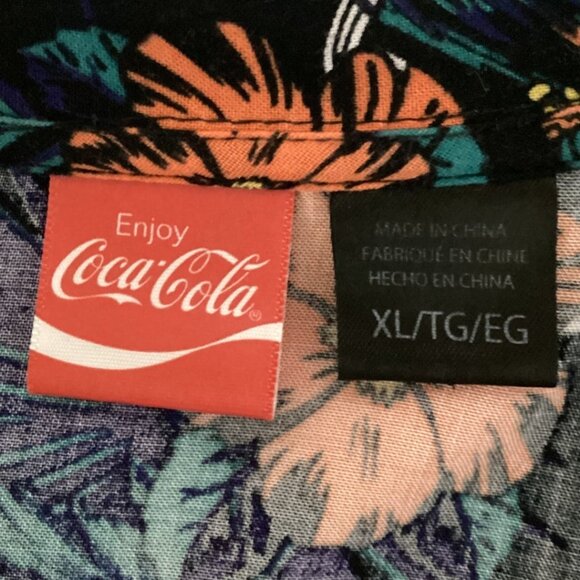 Enjoy
Coca-Cola®
MADE IN CHINA
FABRIQUÉ EN CHINE
HECHO EN CHINA
XL/TG/EG